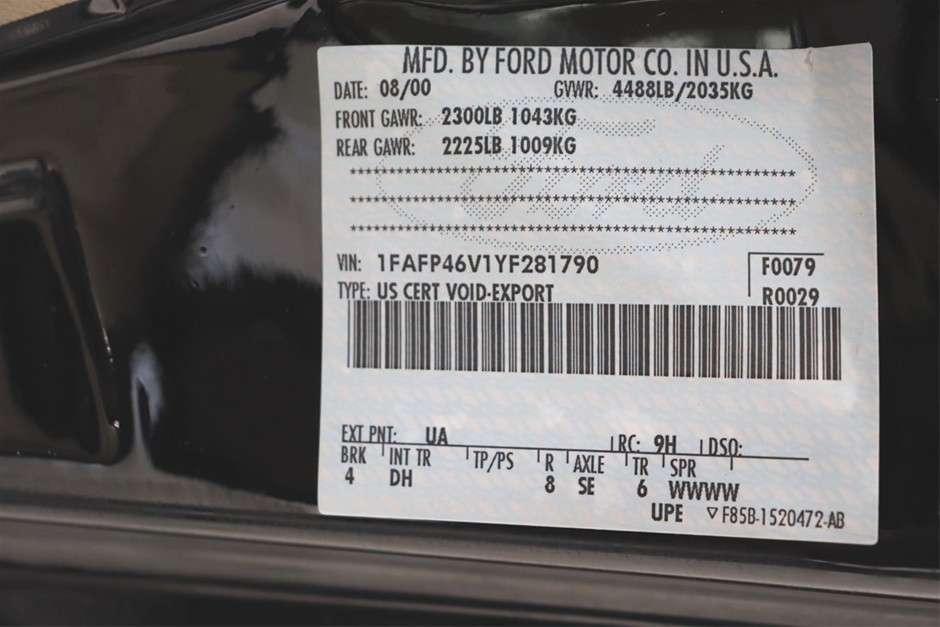 MFD. BY FORD MOTOR CO. IN U.S.A.
DATE: 08/00 GVWR: 4488LB/2035KG
FRONT GAWR: 2300LB 1043KG
REAR GAWR: 2225LB 1009KG
****************************************************************
****************************************************************
****************************************************************
Ford
VIN: 1FAFP46V1YF281790 F0079
TYPE: US CERT VOID-EXPORT R0029
EXT PNT: UA RC: 9H DSO:
BRK INT TR TP/PS R AXLE TR SPR
4 DH 8 SE 6 WWWW
UPE ▽ F85B-1520472-AB